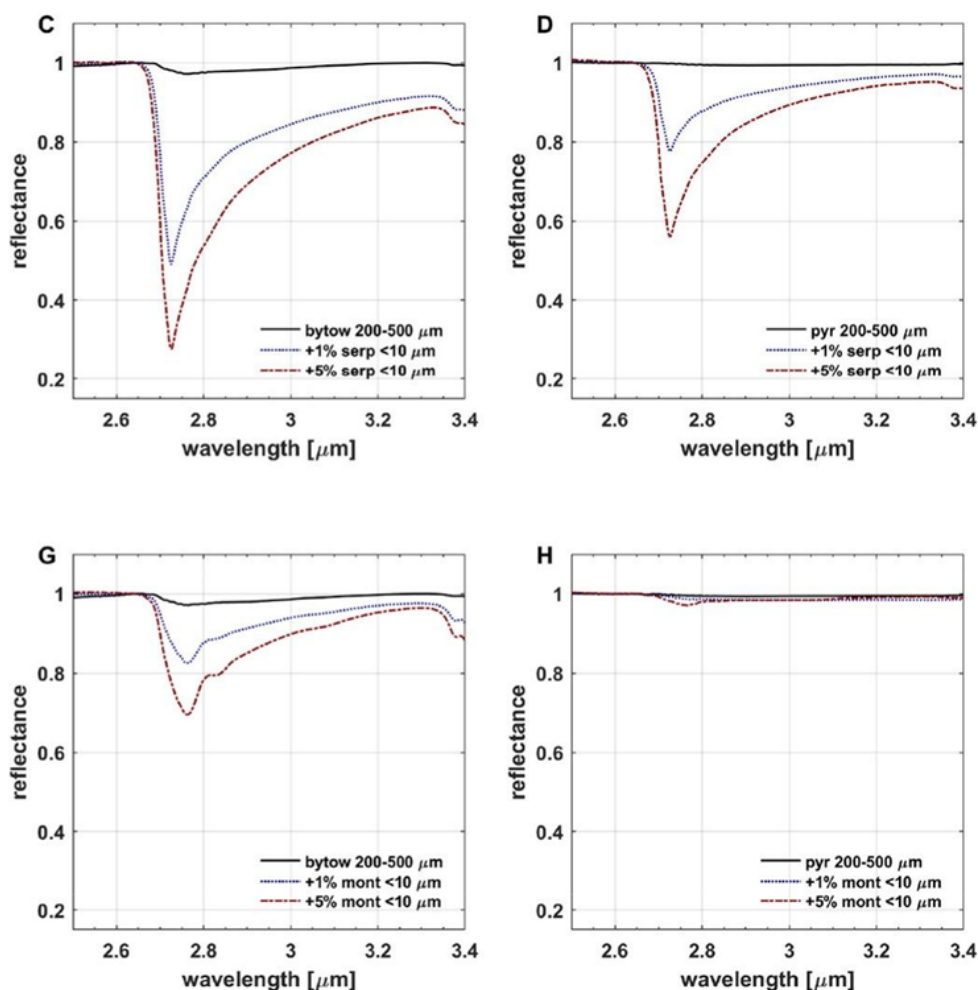 C
1
0.8
0.6
0.4
0.2
reflectance
bytow 200-500 μm
+1% serp <10 μm
+5% serp <10 μm
2.6 2.8 3 3.2 3.4
wavelength [μm]
D
1
0.8
0.6
0.4
0.2
reflectance
pyr 200-500 μm
+1% serp <10 μm
+5% serp <10 μm
2.6 2.8 3 3.2 3.4
wavelength [μm]
G
1
0.8
0.6
0.4
0.2
reflectance
bytow 200-500 μm
+1% mont <10 μm
+5% mont <10 μm
2.6 2.8 3 3.2 3.4
wavelength [μm]
H
1
0.8
0.6
0.4
0.2
reflectance
pyr 200-500 μm
+1% mont <10 μm
+5% mont <10 μm
2.6 2.8 3 3.2 3.4
wavelength [μm]